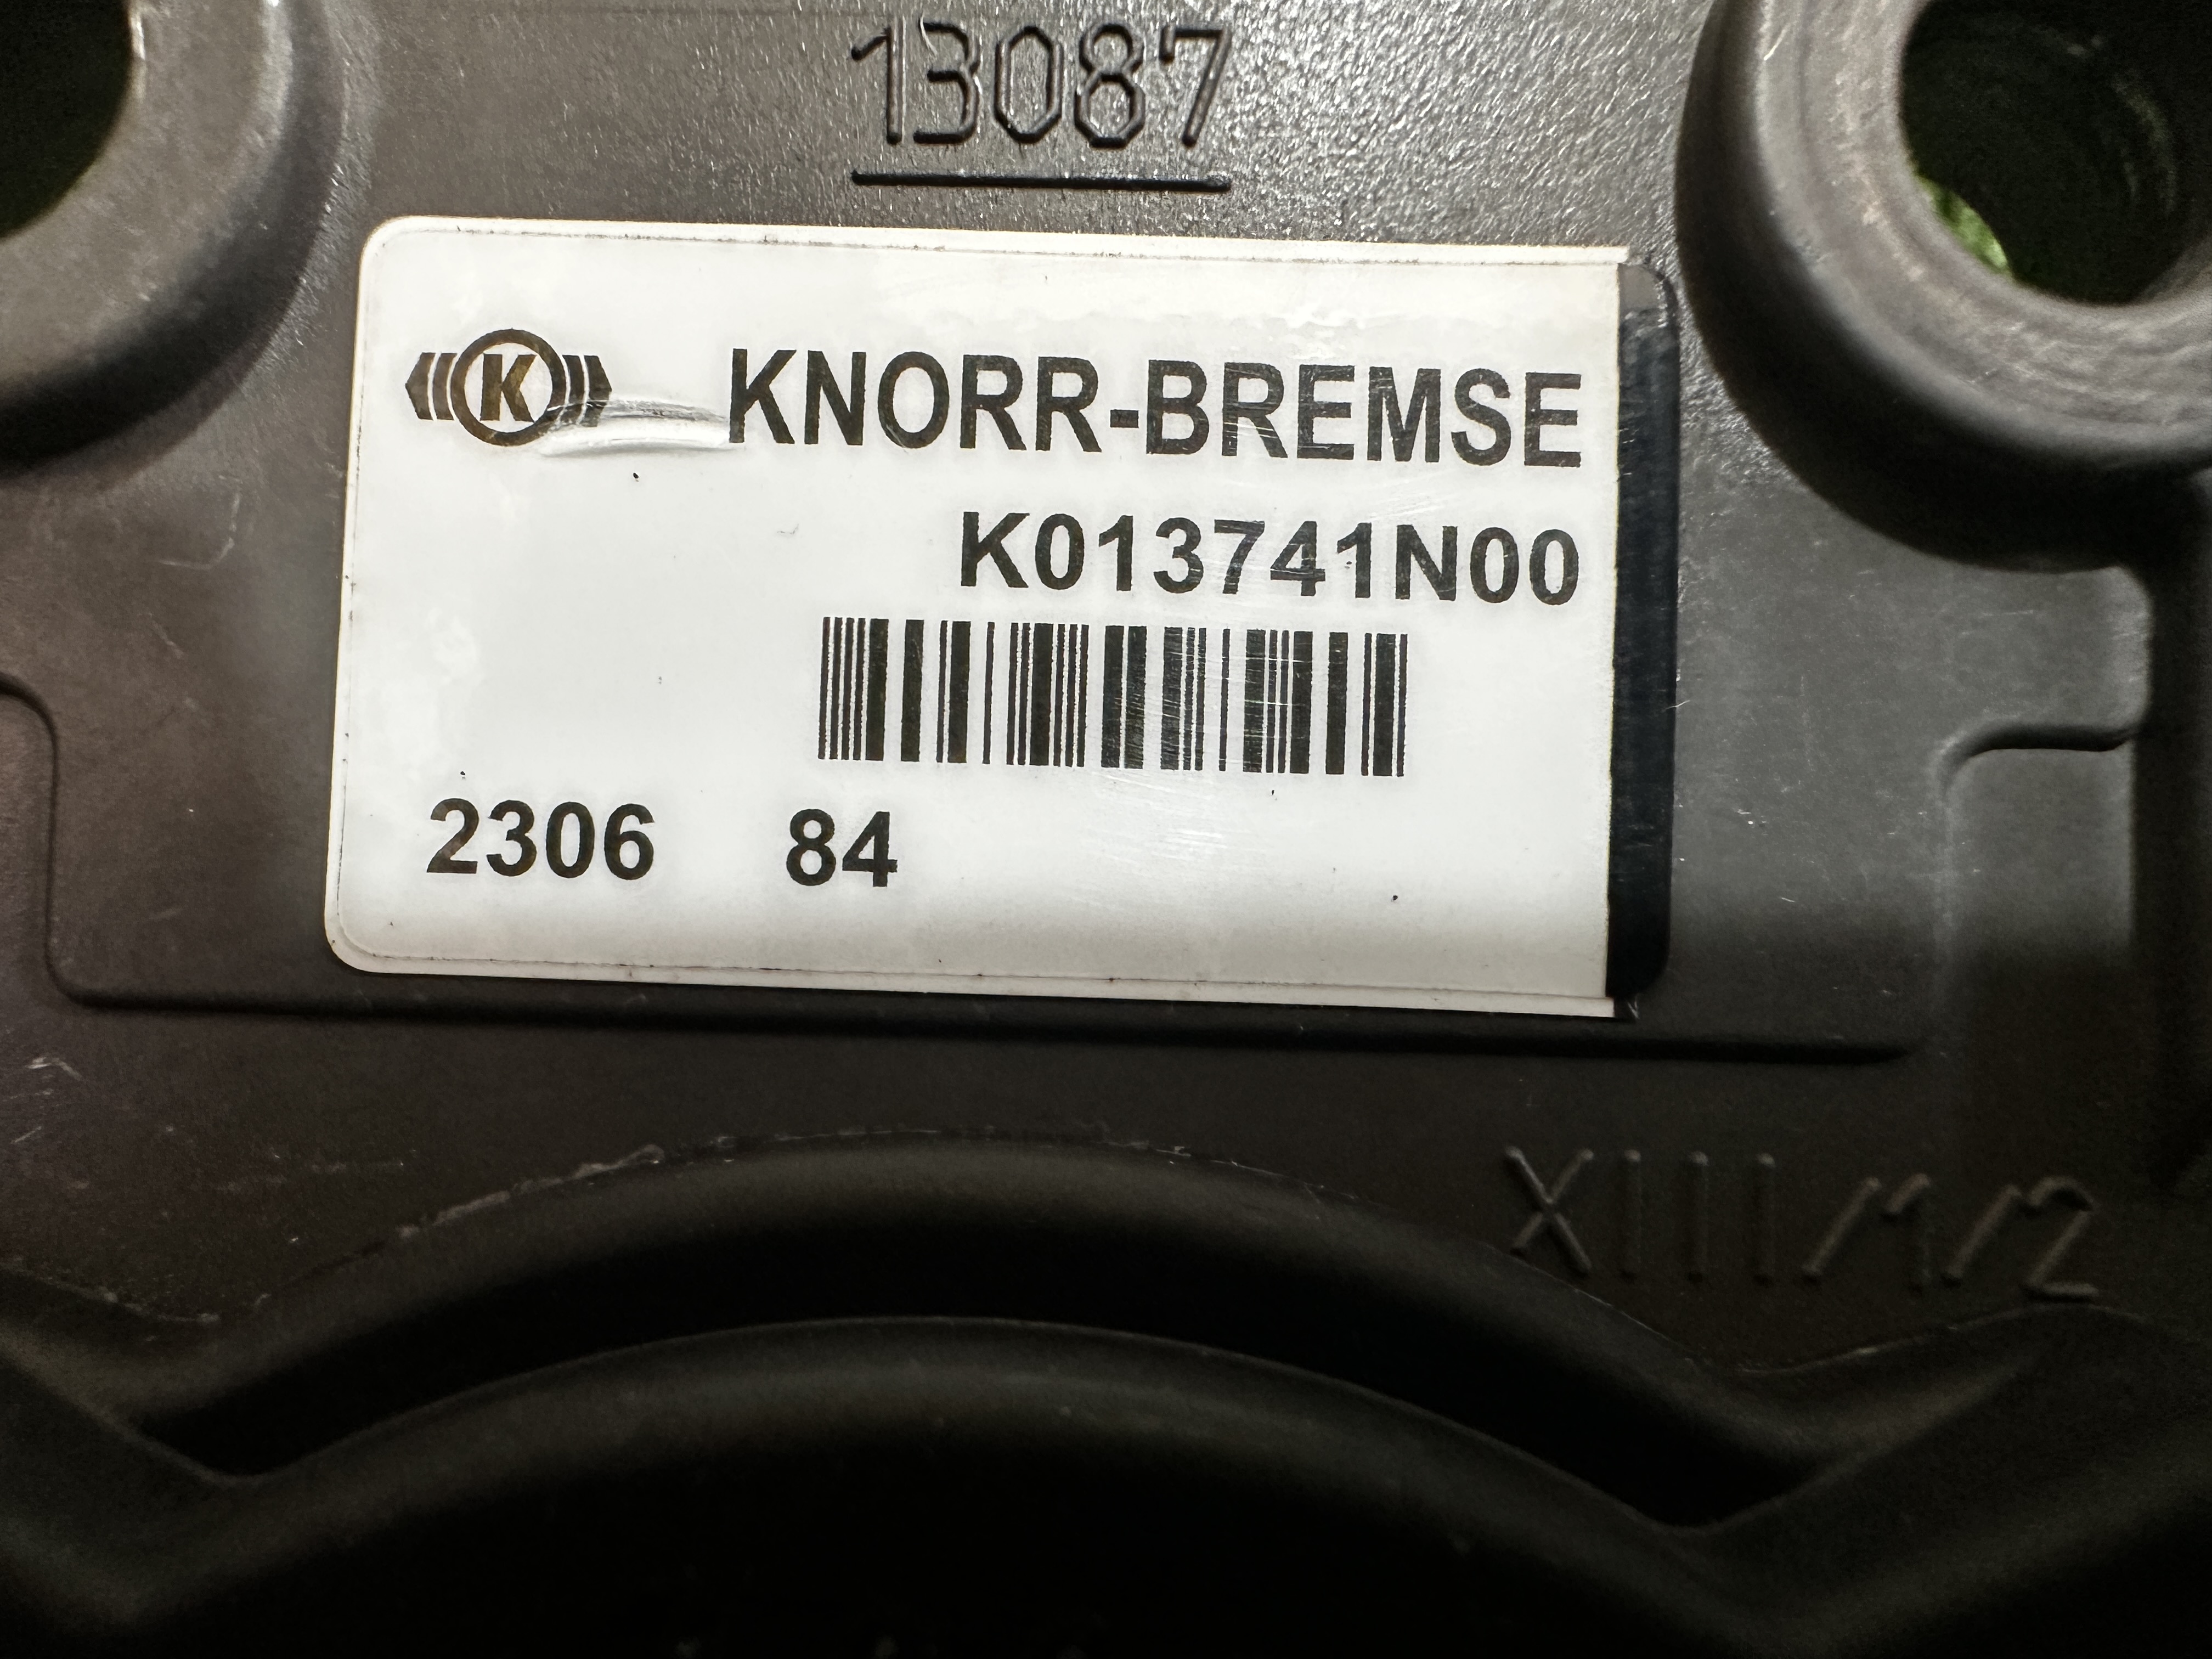 13087
K KNORR-BREMSE
K013741N00
2306 84
XIII/1/2